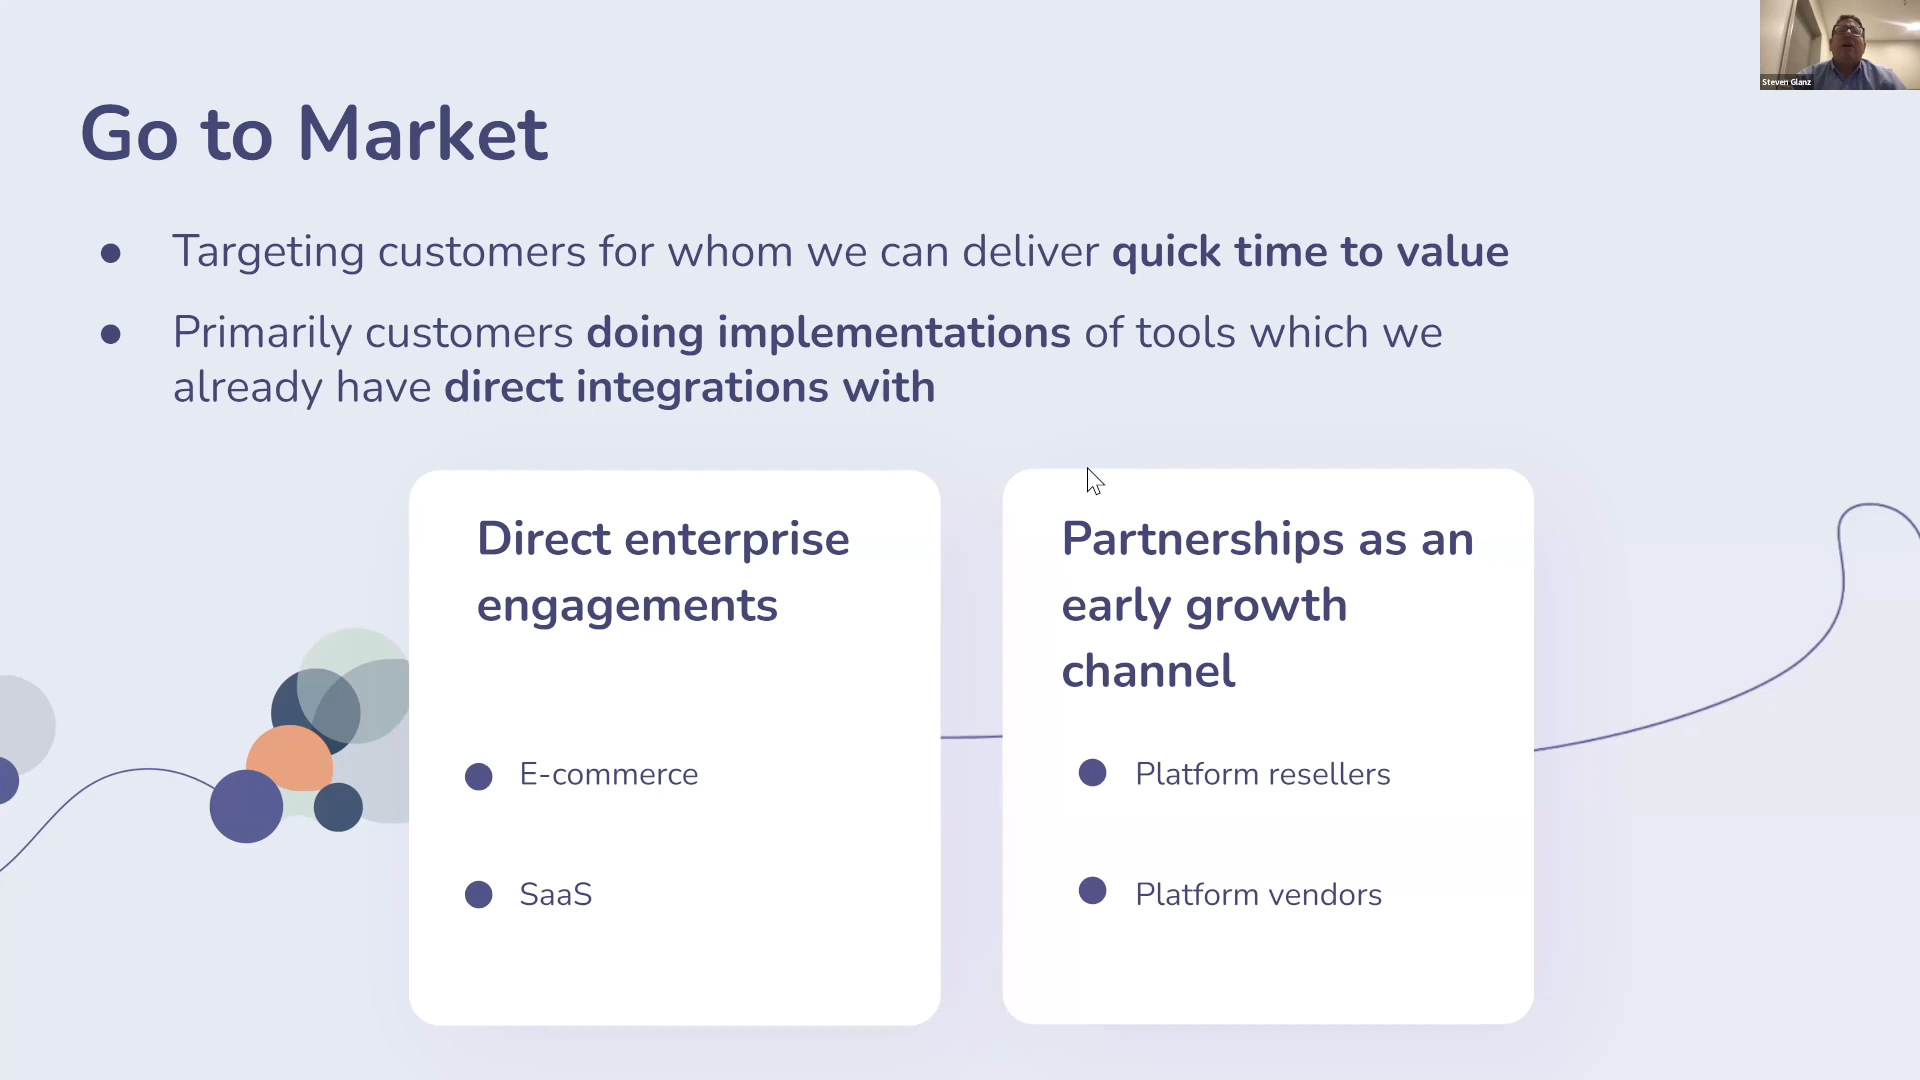 Steven Glanz
Go to Market
Targeting customers for whom we can deliver quick time to value
Primarily customers doing implementations of tools which we
already have direct integrations with
Direct enterprise
engagements
E-commerce
SaaS
Partnerships as an
early growth
channel
Platform resellers
Platform vendors